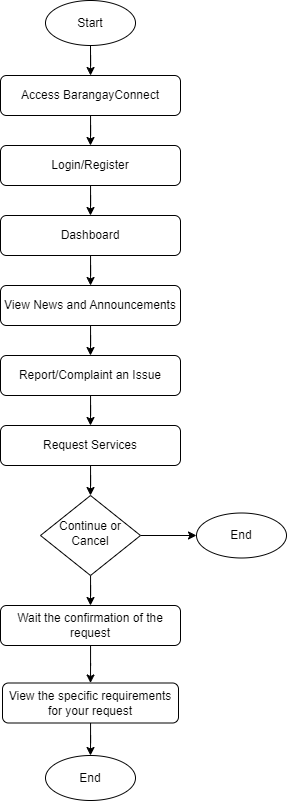 Start
Access BarangayConnect
Login/Register
Dashboard
View News and Announcements
Report/Complaint an Issue
Request Services
Continue or
Cancel
End
Wait the confirmation of the
request
View the specific requirements
for your request
End